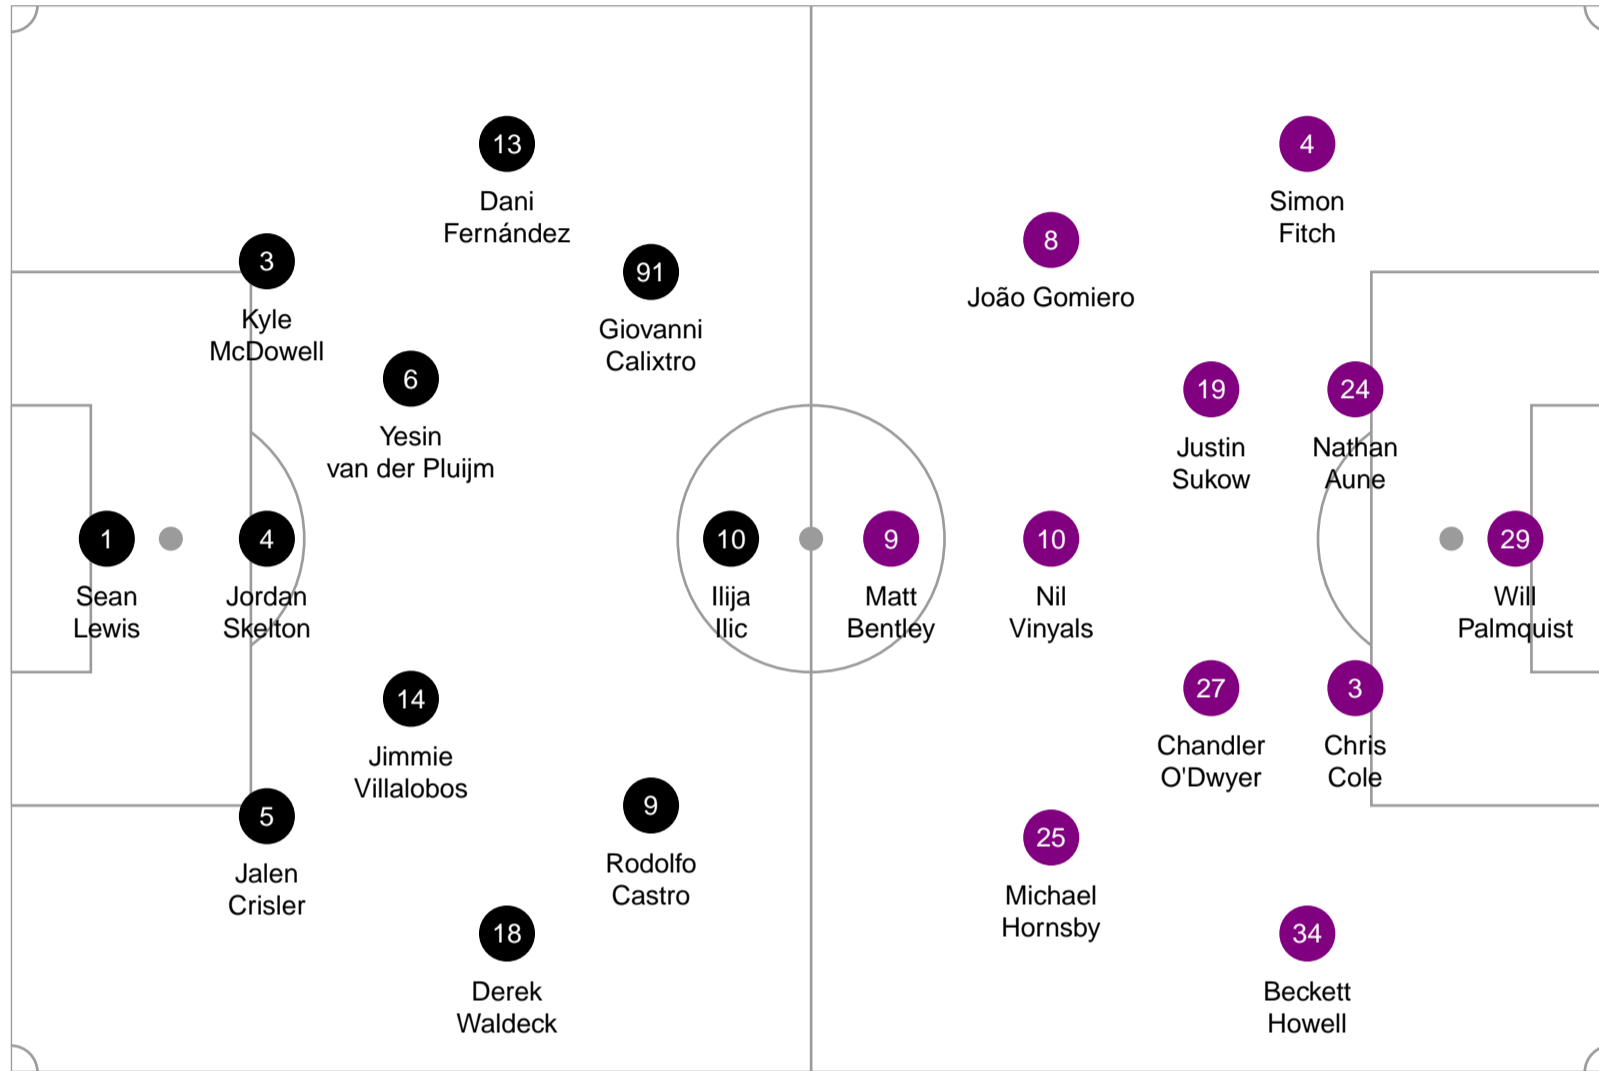 13
Dani
Fernández
4
Simon
Fitch
3
Kyle
McDowell
91
Giovanni
Calixtro
8
João Gomiero
6
Yesin
van der Pluijm
19
Justin
Sukow
24
Nathan
Aune
1
Sean
Lewis
4
Jordan
Skelton
10
Ilija
Ilic
9
Matt
Bentley
10
Nil
Vinyals
29
Will
Palmquist
14
Jimmie
Villalobos
27
Chandler
O'Dwyer
3
Chris
Cole
5
Jalen
Crisler
9
Rodolfo
Castro
25
Michael
Hornsby
18
Derek
Waldeck
34
Beckett
Howell